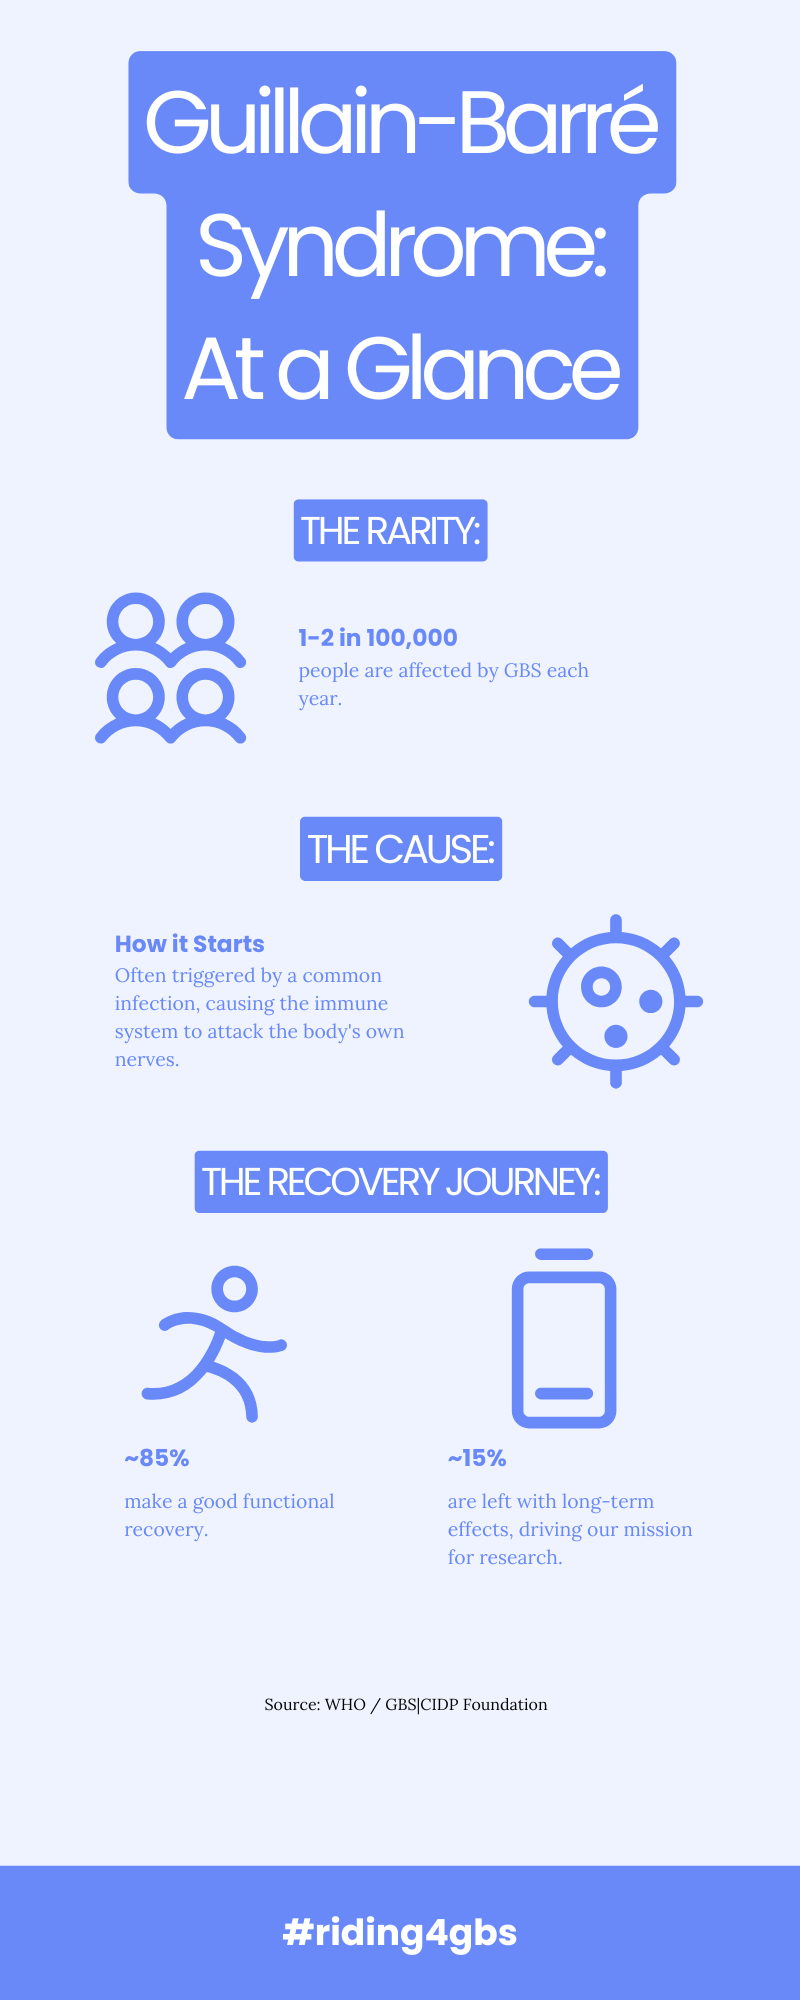 Guillain-Barré
Syndrome:
At a Glance
THE RARITY:
1-2 in 100,000
people are affected by GBS each
year.
THE CAUSE:
How it Starts
Often triggered by a common
infection, causing the immune
system to attack the body's own
nerves.
THE RECOVERY JOURNEY:
~85%
make a good functional
recovery.
~15%
are left with long-term
effects, driving our mission
for research.
Source: WHO / GBS|CIDP Foundation
#riding4gbs